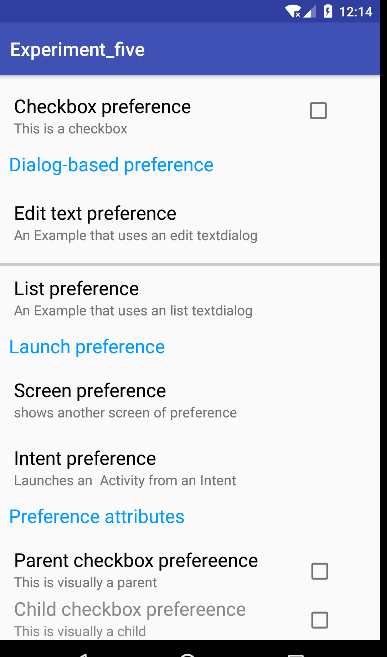 12:14
Experiment_five
Checkbox preference
This is a checkbox
Dialog-based preference
Edit text preference
An Example that uses an edit textdialog
List preference
An Example that uses an list textdialog
Launch preference
Screen preference
shows another screen of preference
Intent preference
Launches an  Activity from an Intent
Preference attributes
Parent checkbox prefereence
This is visually a parent
Child checkbox prefereence
This is visually a child